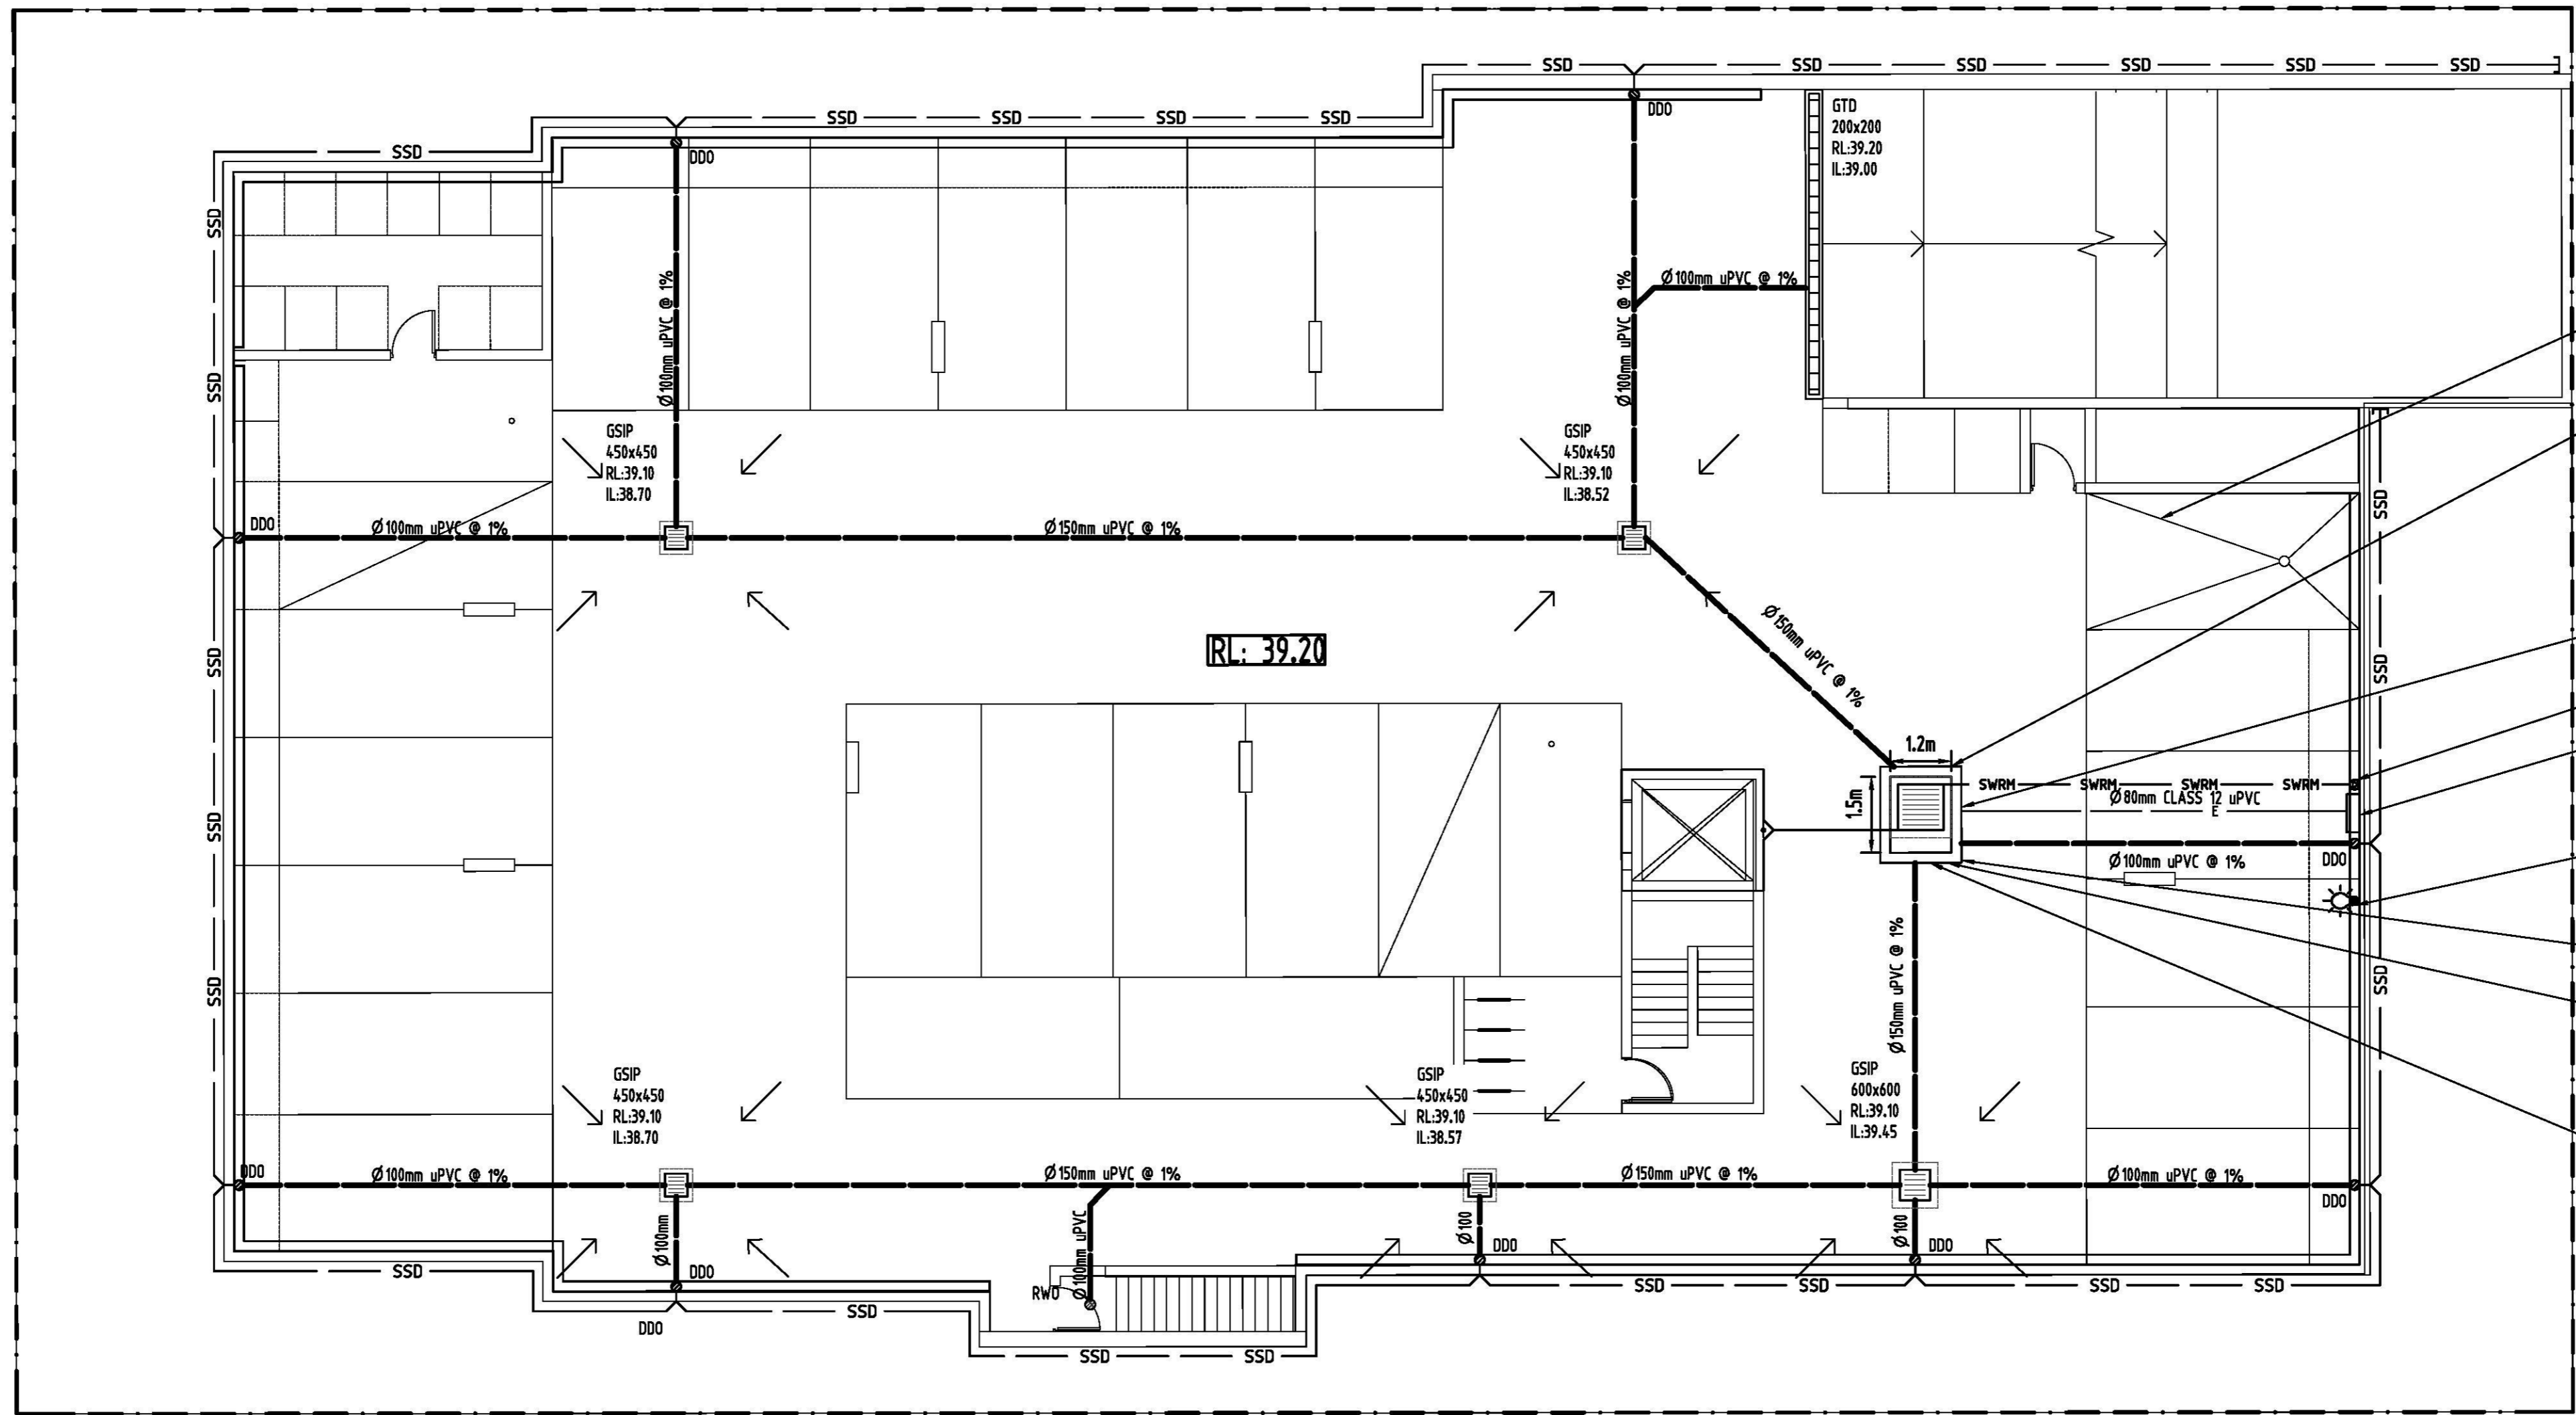 SSD SSD SSD SSD SSD SSD
DDO
GTD
200x200
RL:39.20
IL:39.00
SSD SSD SSD SSD
SSD
DDO
SSD
Ø100mm uPVC @ 1%
Ø100mm uPVC @ 1%
Ø100mm uPVC @ 1%
SSD
GSIP
450x450
RL:39.10
IL:38.70
GSIP
450x450
RL:39.10
IL:38.52
SSD
DDO
Ø100mm uPVC @ 1%
Ø150mm uPVC @ 1%
Ø150mm uPVC @ 1%
RL: 39.20
SSD
SSD
1.2m
1.5m
SWRM SWRM SWRM SWRM
Ø80mm CLASS 12 uPVC
E
SSD
Ø100mm uPVC @ 1%
DDO
Ø150mm uPVC @ 1%
SSD
SSD
GSIP
450x450
RL:39.10
IL:38.70
GSIP
450x450
RL:39.10
IL:38.57
GSIP
600x600
RL:39.10
IL:39.45
DDO
Ø100mm uPVC @ 1%
Ø150mm uPVC @ 1%
Ø150mm uPVC @ 1%
Ø100mm uPVC @ 1%
DDO
Ø100mm
Ø100mm uPVC
Ø100
Ø100
DDO
DDO
DDO
SSD
RWO
SSD SSD SSD SSD
SSD
DDO
SSD SSD